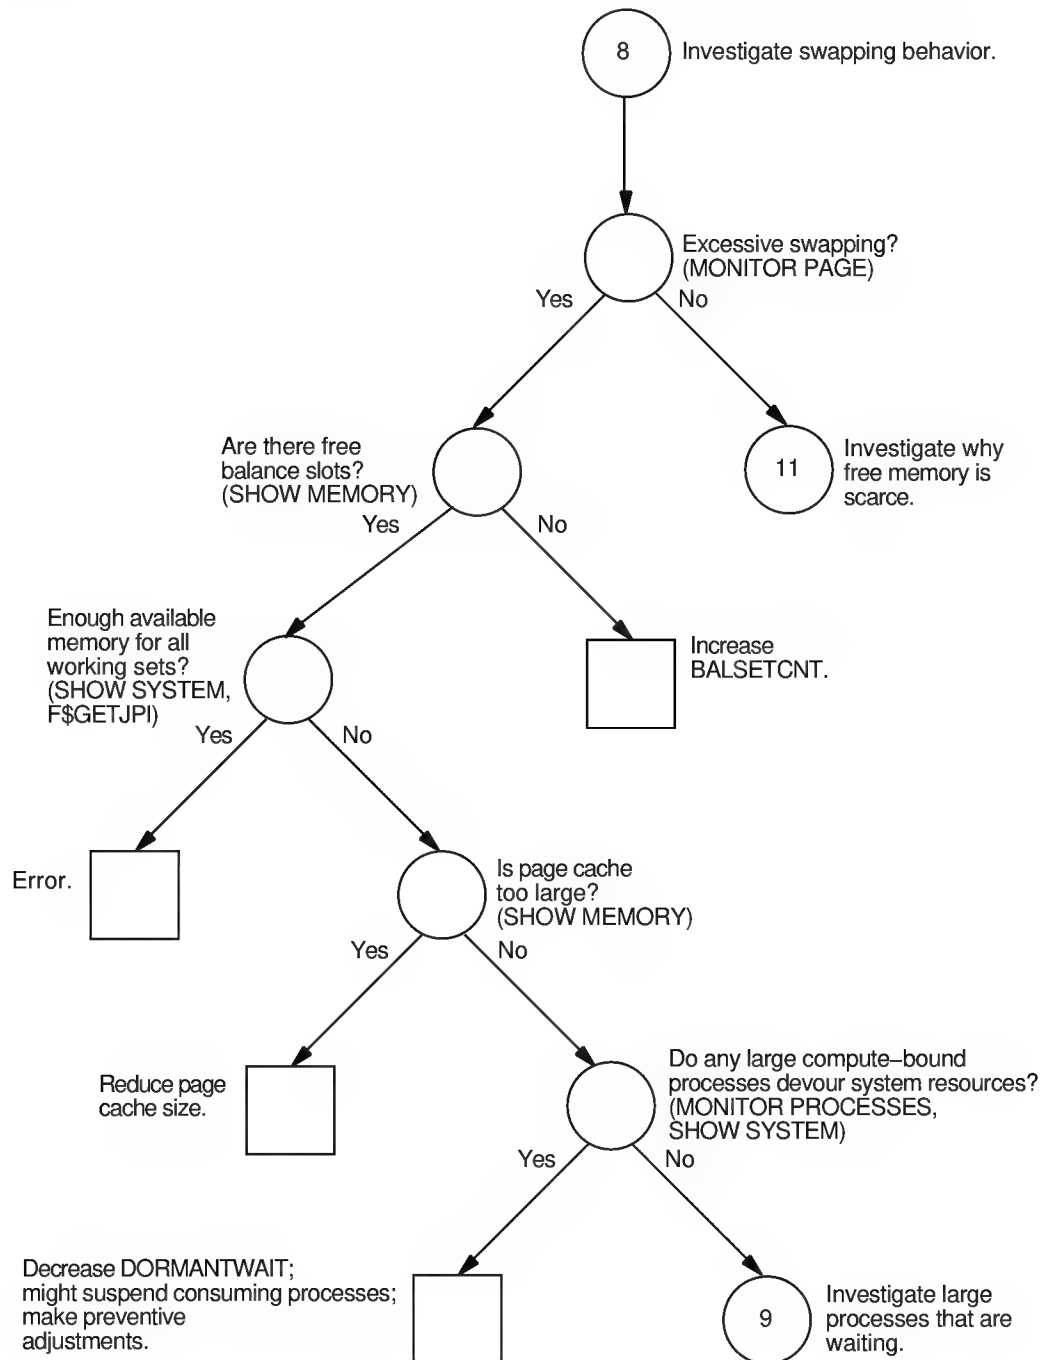 8
Investigate swapping behavior.
Excessive swapping?
(MONITOR PAGE)
Yes
No
Are there free
balance slots?
(SHOW MEMORY)
Yes
No
11
Investigate why
free memory is
scarce.
Enough available
memory for all
working sets?
(SHOW SYSTEM,
F$GETJPI)
Yes
No
Increase
BALSETCNT.
Error.
Is page cache
too large?
(SHOW MEMORY)
Yes
No
Reduce page
cache size.
Do any large compute–bound
processes devour system resources?
(MONITOR PROCESSES,
SHOW SYSTEM)
Yes
No
Decrease DORMANTWAIT;
might suspend consuming processes;
make preventive
adjustments.
9
Investigate large
processes that are
waiting.